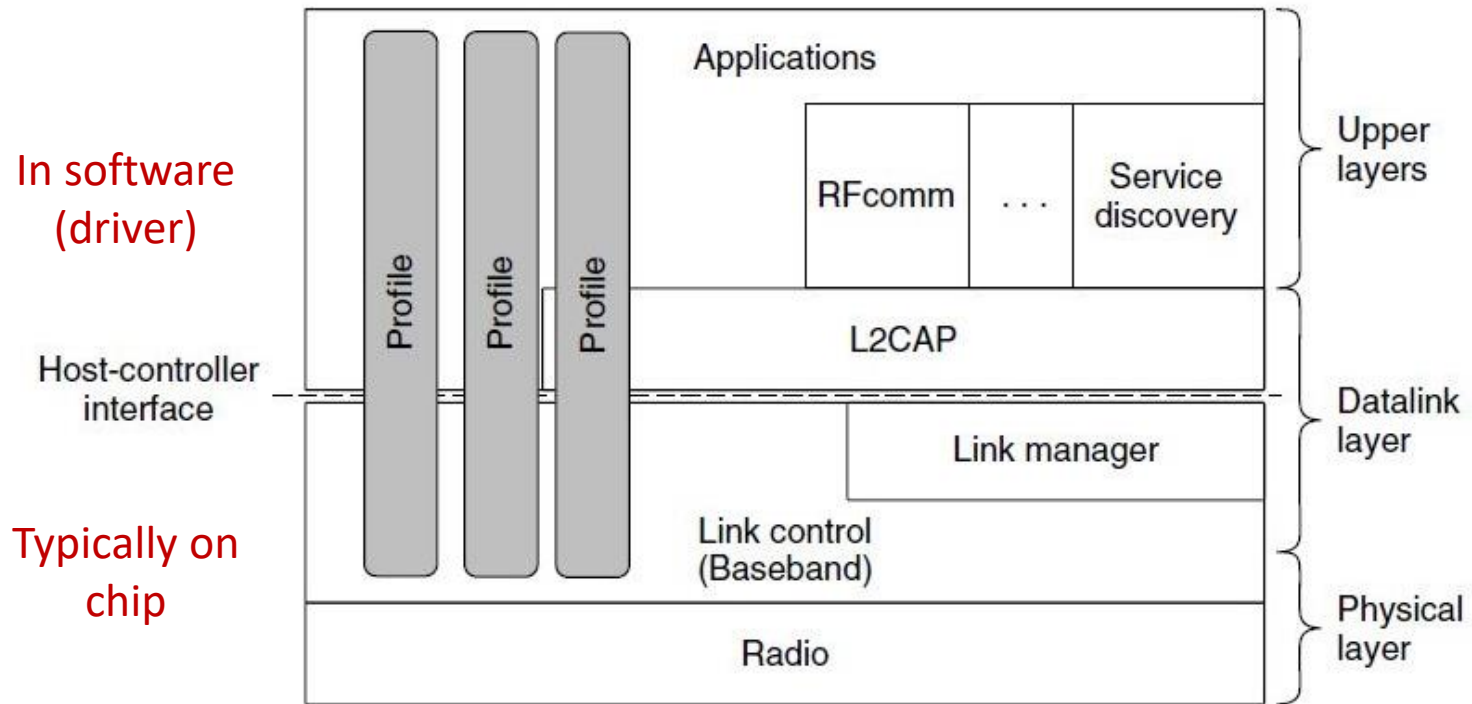 Applications
Upper
layers
In software
(driver)
RFcomm
. . .
Service
discovery
Profile
Profile
Profile
L2CAP
Host-controller
interface
Datalink
layer
Link manager
Typically on
chip
Link control
(Baseband)
Physical
layer
Radio